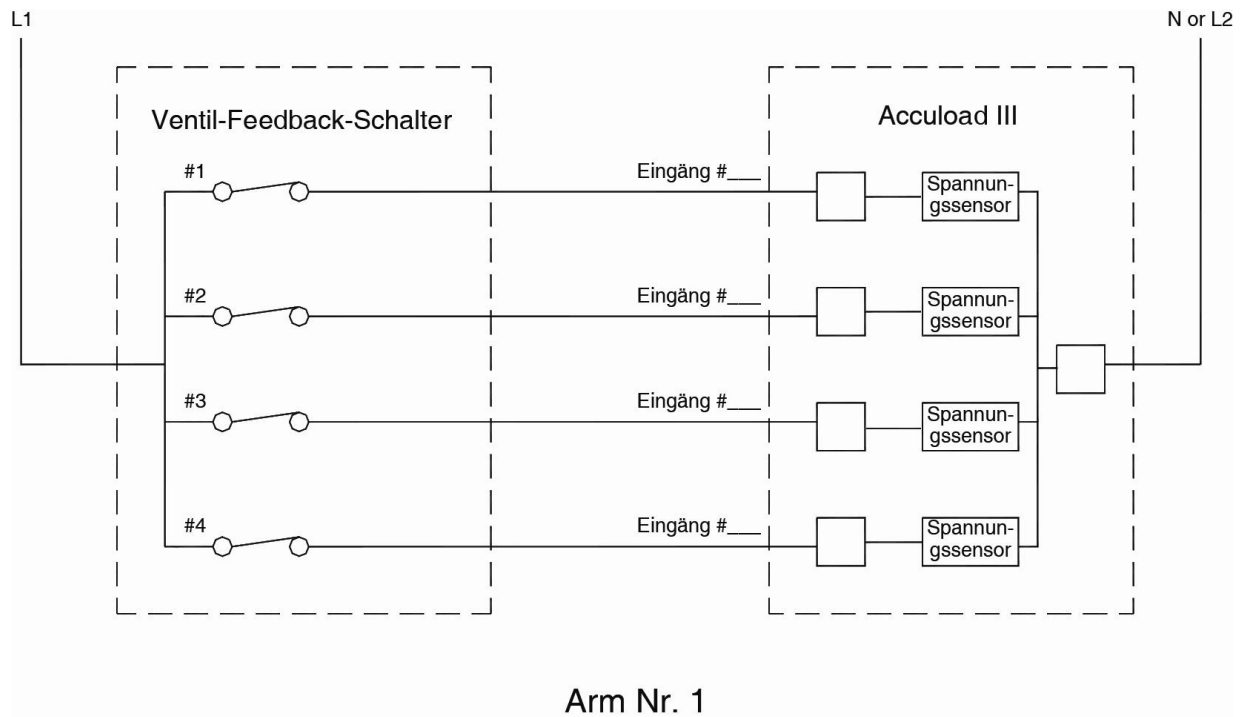 L1
N or L2
Ventil-Feedback-Schalter
Accuload III
#1
Eingäng #___
Spannun-
gssensor
#2
Eingäng #___
Spannun-
gssensor
#3
Eingäng #___
Spannun-
gssensor
#4
Eingäng #___
Spannun-
gssensor
Arm Nr. 1